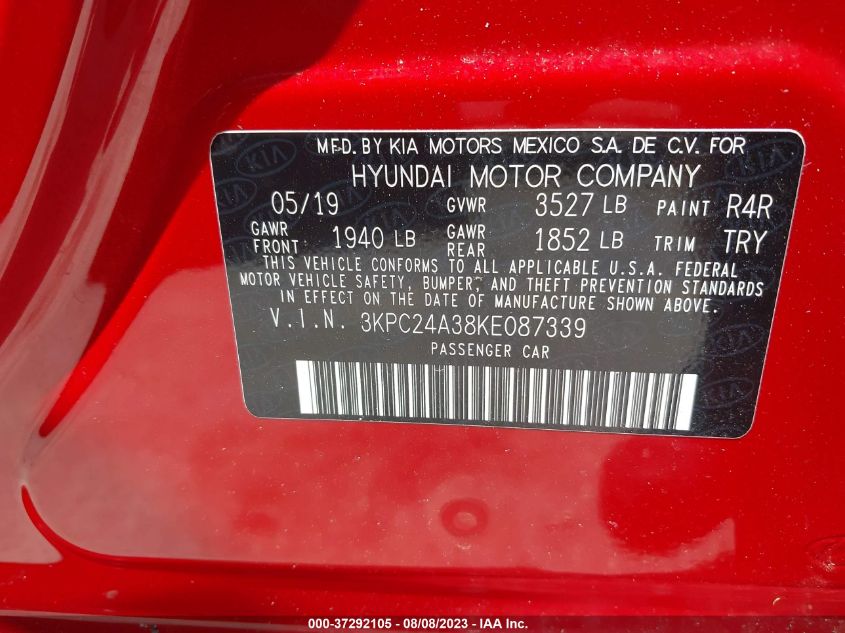 MFD. BY KIA MOTORS MEXICO S.A. DE C.V. FOR
HYUNDAI MOTOR COMPANY
05/19 GVWR 3527 LB PAINT R4R
GAWR FRONT 1940 LB GAWR REAR 1852 LB TRIM TRY
THIS VEHICLE CONFORMS TO ALL APPLICABLE U.S.A. FEDERAL
MOTOR VEHICLE SAFETY, BUMPER, AND THEFT PREVENTION STANDARDS
IN EFFECT ON THE DATE OF MANUFACTURE SHOWN ABOVE.
V.I.N. 3KPC24A38KE087339
PASSENGER CAR
000-37292105 - 08/08/2023 - IAA Inc.